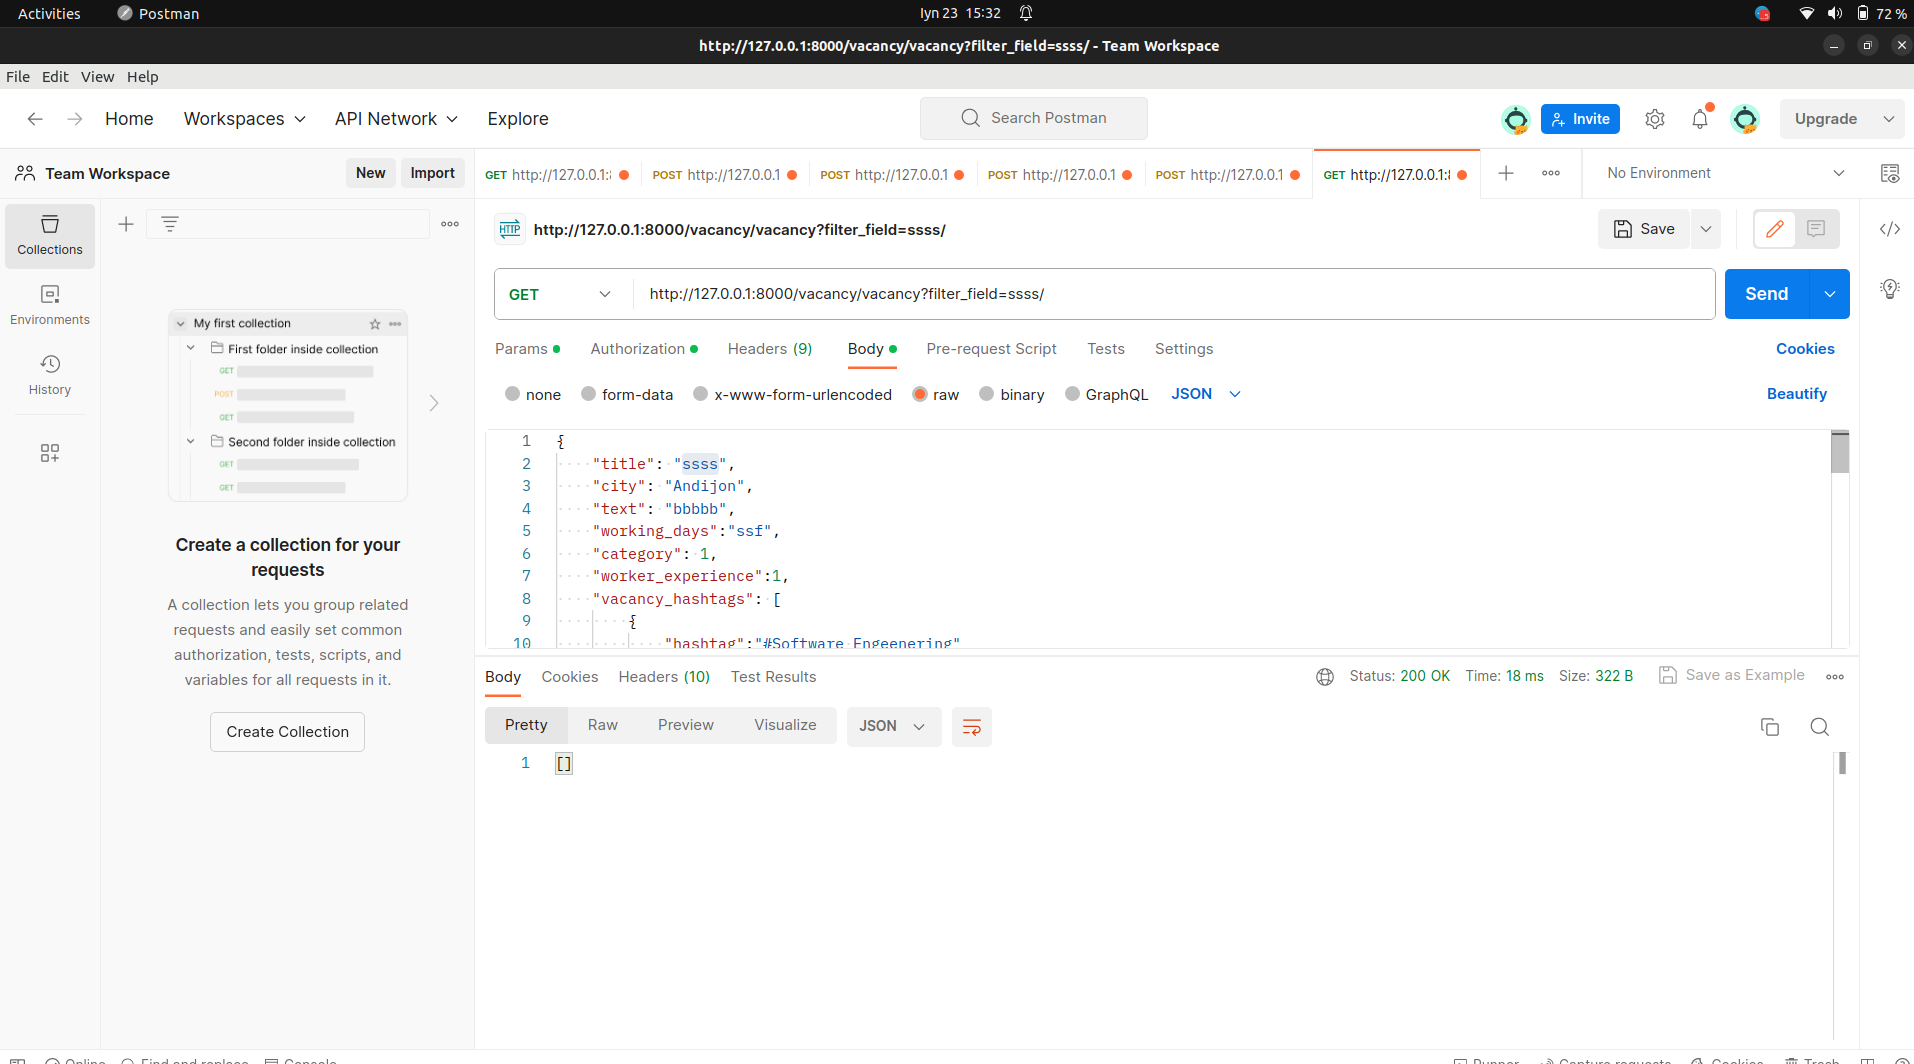 Activities Postman Iyn 23 15:32 72 %
http://127.0.0.1:8000/vacancy/vacancy?filter_field=ssss/ - Team Workspace
File Edit View Help
Home Workspaces API Network Explore Search Postman Invite Upgrade
Team Workspace New Import
GET http://127.0.0.1: POST http://127.0.0.1 POST http://127.0.0.1 POST http://127.0.0.1 POST http://127.0.0.1 GET http://127.0.0.1: No Environment
Collections
Environments
History
My first collection
First folder inside collection
GET
POST
GET
Second folder inside collection
GET
GET
Create a collection for your
requests
A collection lets you group related
requests and easily set common
authorization, tests, scripts, and
variables for all requests in it.
Create Collection
HTTP http://127.0.0.1:8000/vacancy/vacancy?filter_field=ssss/ Save
GET http://127.0.0.1:8000/vacancy/vacancy?filter_field=ssss/ Send
Params Authorization Headers (9) Body Pre-request Script Tests Settings Cookies
none form-data x-www-form-urlencoded raw binary GraphQL JSON Beautify
1 {
2 "title": "ssss",
3 "city": "Andijon",
4 "text": "bbbbb",
5 "working_days":"ssf",
6 "category": 1,
7 "worker_experience":1,
8 "vacancy_hashtags": [
9 {
10 "hashtag":"#Software Engeenering"
Body Cookies Headers (10) Test Results Status: 200 OK Time: 18 ms Size: 322 B Save as Example
Pretty Raw Preview Visualize JSON
1 []
Online Find and replace Console Runner Capture requests Cookies Trash